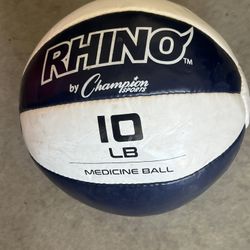 RHINO™
by Champion
SPORTS
10
LB
MEDICINE BALL